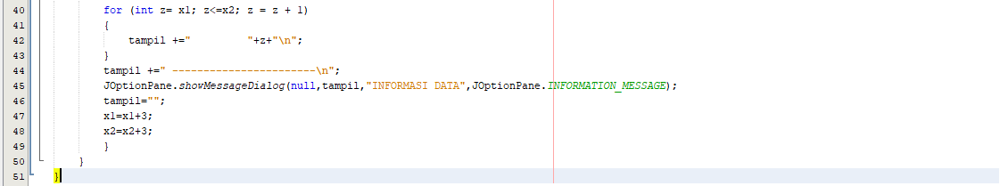 40 for (int z= x1; z<=x2; z = z + 1)
41 {
42 tampil +="         "+z+"\n";
43 }
44 tampil +=" -----------------------\n";
45 JOptionPane.showMessageDialog(null,tampil,"INFORMASI DATA",JOptionPane.INFORMATION_MESSAGE);
46 tampil="";
47 x1=x1+3;
48 x2=x2+3;
49 }
50 }
51 }